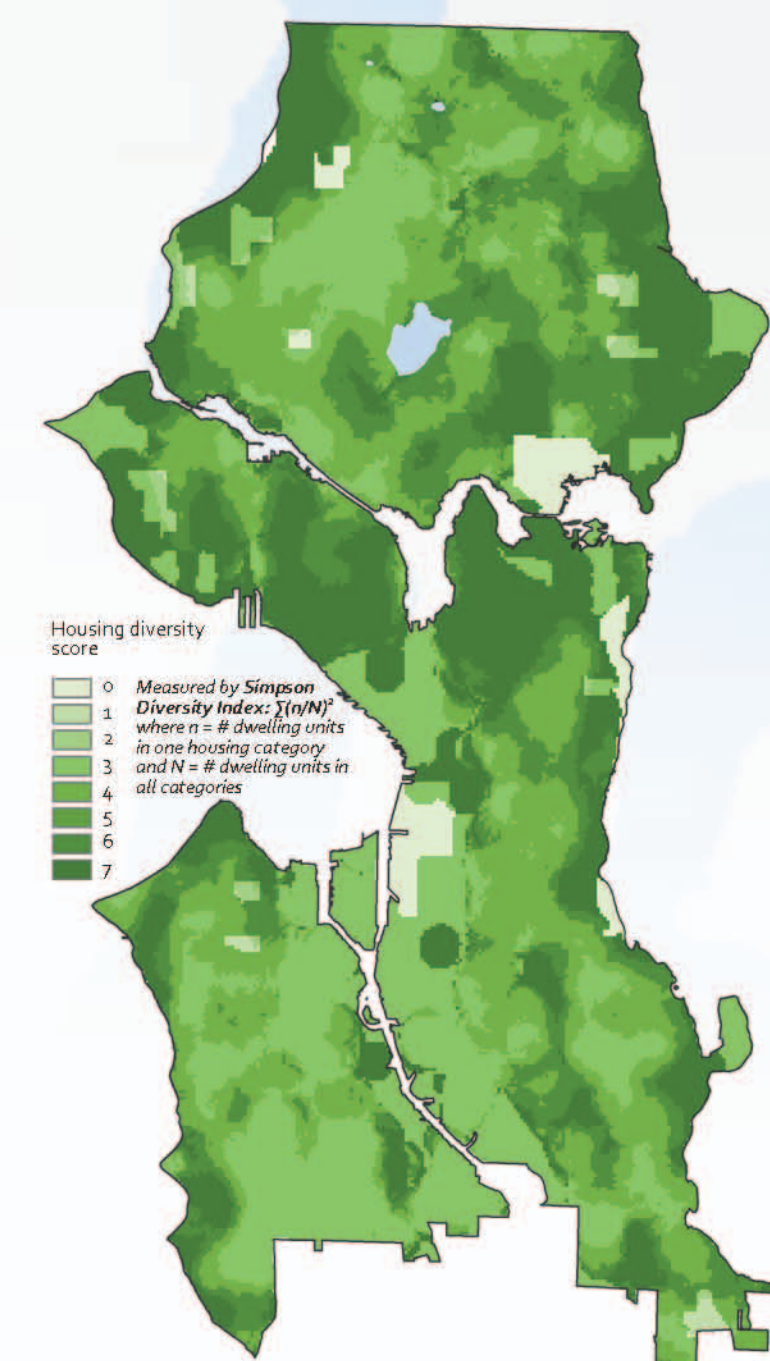 Housing diversity
score
0
1
2
3
4
5
6
7
Measured by Simpson
Diversity Index: ∑(n/N)²
where n = # dwelling units
in one housing category
and N = # dwelling units in
all categories